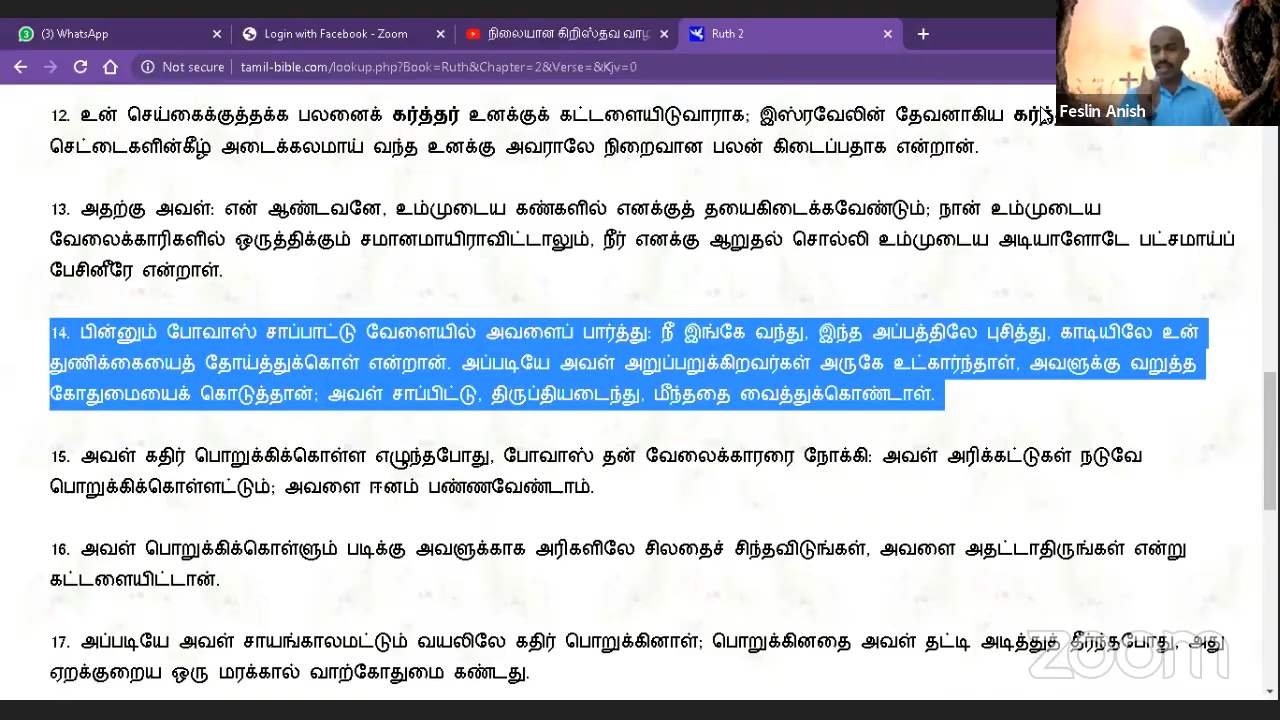 (3) WhatsApp
Login with Facebook - Zoom
நிலையான கிறிஸ்தவ வாழ
Ruth 2
Not secure
tamil-bible.com/lookup.php?Book=Ruth&Chapter=2&Verse=&Kjv=0
Feslin Anish
12. உன் செய்கைக்குத்தக்க பலனைக் கர்த்தர் உனக்குக் கட்டளையிடுவாராக; இஸ்ரவேலின் தேவனாகிய
செட்டைகளின்கீழ் அடைக்கலமாய் வந்த உனக்கு அவராலே நிறைவான பலன் கிடைப்பதாக என்றான்.
13. அதற்கு அவள்: என் ஆண்டவனே, உம்முடைய கண்களில் எனக்குத் தயைகிடைக்கவேண்டும்; நான் உம்முடைய
வேலைக்காரிகளில் ஒருத்திக்கும் சமானமாயிராவிட்டாலும், நீர் எனக்கு ஆறுதல் சொல்லி உம்முடைய அடியாளோடே பட்சமாய்ப்
பேசினீரே என்றாள்.
14. பின்னும் போவாஸ் சாப்பாட்டு வேளையில் அவளைப் பார்த்து: நீ இங்கே வந்து, இந்த அப்பத்திலே புசித்து, காடியிலே உன்
துணிக்கையைத் தோய்த்துக்கொள் என்றான். அப்படியே அவள் அறுப்பறுக்கிறவர்கள் அருகே உட்கார்ந்தாள், அவளுக்கு வறுத்த
கோதுமையைக் கொடுத்தான்; அவள் சாப்பிட்டு, திருப்தியடைந்து, மீந்ததை வைத்துக்கொண்டாள்.
15. அவள் கதிர் பொறுக்கிக்கொள்ள எழுந்தபோது, போவாஸ் தன் வேலைக்காரரை நோக்கி: அவள் அரிக்கட்டுகள் நடுவே
பொறுக்கிக்கொள்ளட்டும்; அவளை ஈனம் பண்ணவேண்டாம்.
16. அவள் பொறுக்கிக்கொள்ளும் படிக்கு அவளுக்காக அரிகளிலே சிலதைச் சிந்தவிடுங்கள், அவளை அதட்டாதிருங்கள் என்று
கட்டளையிட்டான்.
17. அப்படியே அவள் சாயங்காலமட்டும் வயலிலே கதிர் பொறுக்கினாள்; பொறுக்கினதை அவள் தட்டி அடித்துத் தீர்ந்தபோது, அது
ஏறக்குறைய ஒரு மரக்கால் வாற்கோதுமை கண்டது.
zoom